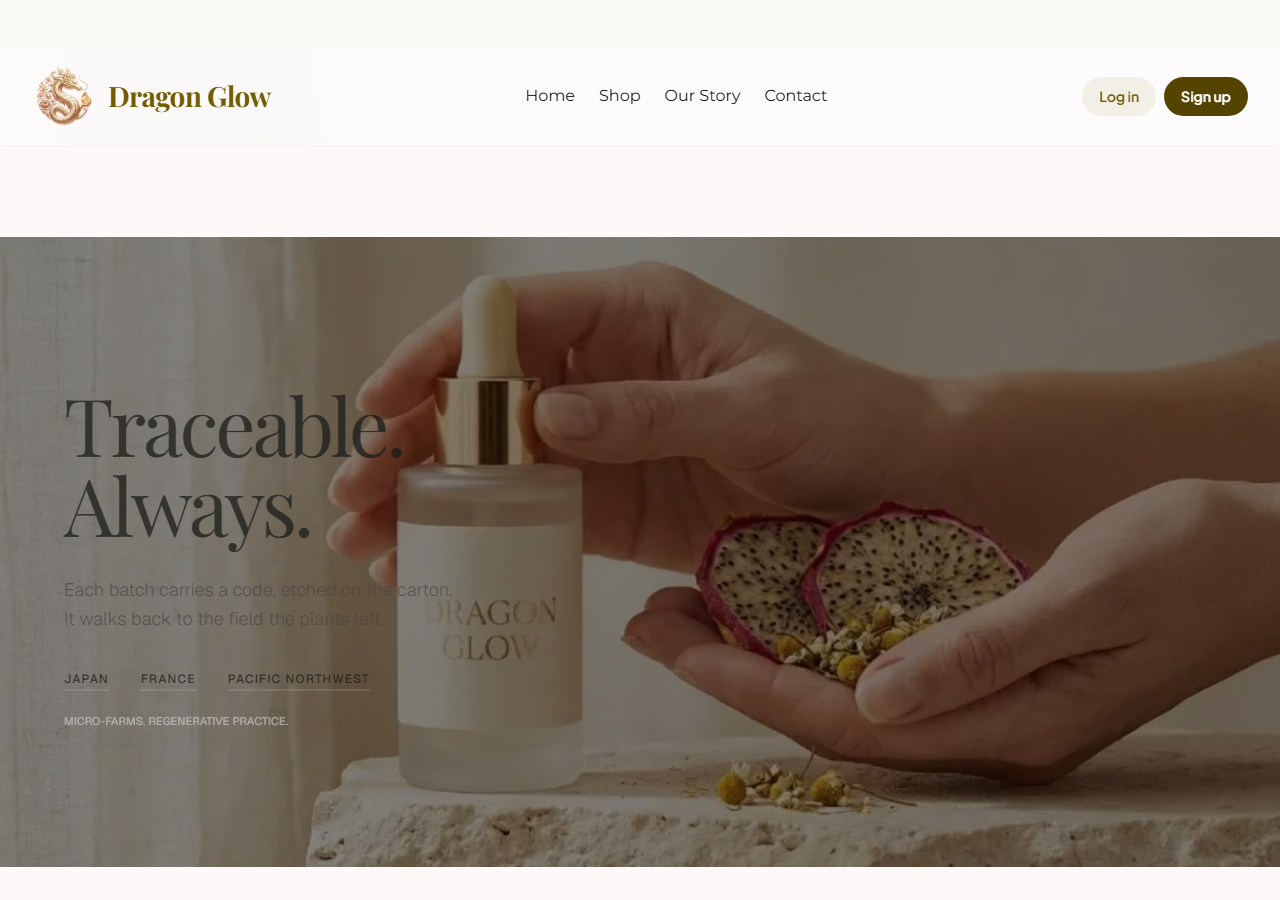 Dragon Glow
Home
Shop
Our Story
Contact
Log in
Sign up
Traceable.
Always.
Each batch carries a code, etched on the carton.
It walks back to the field the plants left.
DRAGON
GLOW
JAPAN
FRANCE
PACIFIC NORTHWEST
MICRO-FARMS. REGENERATIVE PRACTICE.